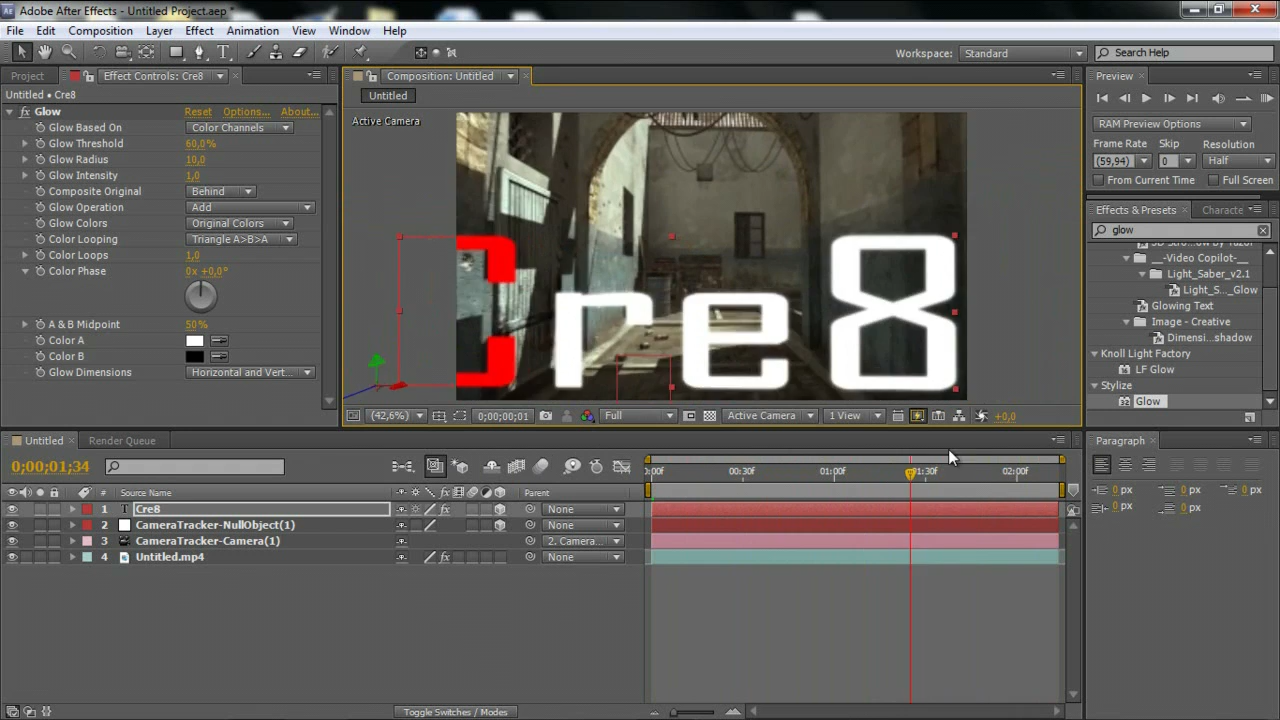 Adobe After Effects - Untitled Project.aep *
File Edit Composition Layer Effect Animation View Window Help
Workspace: Standard Search Help
Project Effect Controls: Cre8 Composition: Untitled Preview
Untitled • Cre8
Untitled
Active Camera
fx Glow Reset Options... About...
Glow Based On Color Channels
Glow Threshold 60,0%
Glow Radius 10,0
Glow Intensity 1,0
Composite Original Behind
Glow Operation Add
Glow Colors Original Colors
Color Looping Triangle A>B>A
Color Loops 1,0
Color Phase 0x +0,0°
A & B Midpoint 50%
Color A
Color B
Glow Dimensions Horizontal and Vert...
Cre8
RAM Preview Options
Frame Rate Skip Resolution
(59,94) 0 Half
From Current Time Full Screen
Effects & Presets Characte
glow
__-Video Copilot-__
Light_Saber_v2.1
Light_S..._Glow
Glowing Text
Image - Creative
Dimensi...shadow
Knoll Light Factory
LF Glow
Stylize
Glow
(42,6%) 0;00;00;01 Full Active Camera 1 View +0,0
Untitled Render Queue Paragraph
0;00;01;34
:00f 00:30f 01:00f 01:30f 02:00f
# Source Name Parent
1 T Cre8 fx None
2 CameraTracker-NullObject(1) None
3 CameraTracker-Camera(1) 2. Camera...
4 Untitled.mp4 fx None
0 px 0 px 0 px
0 px 0 px
Toggle Switches / Modes